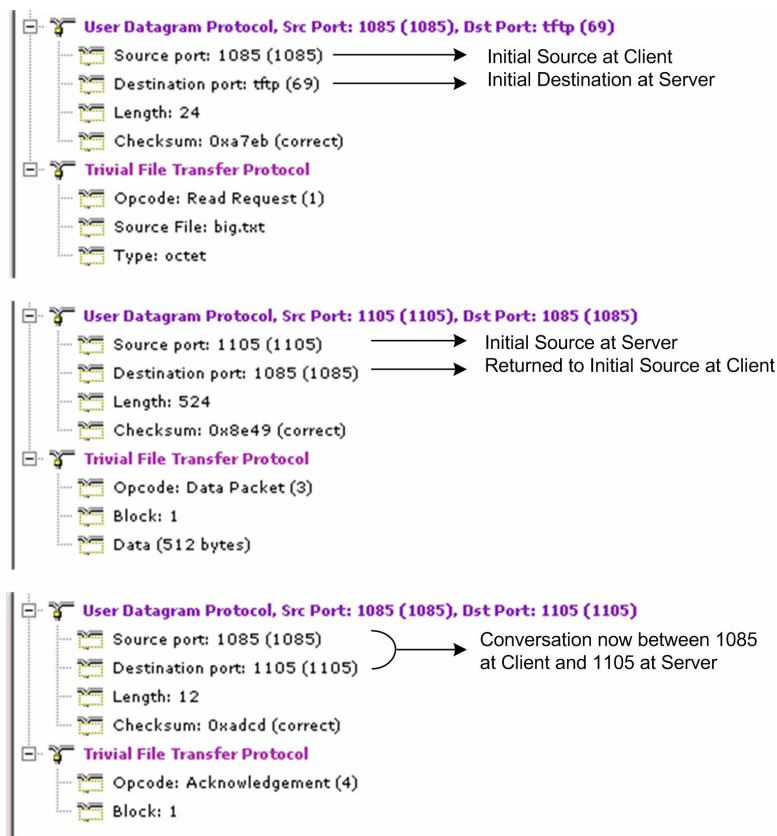 User Datagram Protocol, Src Port: 1085 (1085), Dst Port: tftp (69)
Source port: 1085 (1085)
Initial Source at Client
Destination port: tftp (69)
Initial Destination at Server
Length: 24
Checksum: 0xa7eb (correct)
Trivial File Transfer Protocol
Opcode: Read Request (1)
Source File: big.txt
Type: octet
User Datagram Protocol, Src Port: 1105 (1105), Dst Port: 1085 (1085)
Source port: 1105 (1105)
Initial Source at Server
Destination port: 1085 (1085)
Returned to Initial Source at Client
Length: 524
Checksum: 0x8e49 (correct)
Trivial File Transfer Protocol
Opcode: Data Packet (3)
Block: 1
Data (512 bytes)
User Datagram Protocol, Src Port: 1085 (1085), Dst Port: 1105 (1105)
Source port: 1085 (1085)
Destination port: 1105 (1105)
Conversation now between 1085
at Client and 1105 at Server
Length: 12
Checksum: 0xadcd (correct)
Trivial File Transfer Protocol
Opcode: Acknowledgement (4)
Block: 1